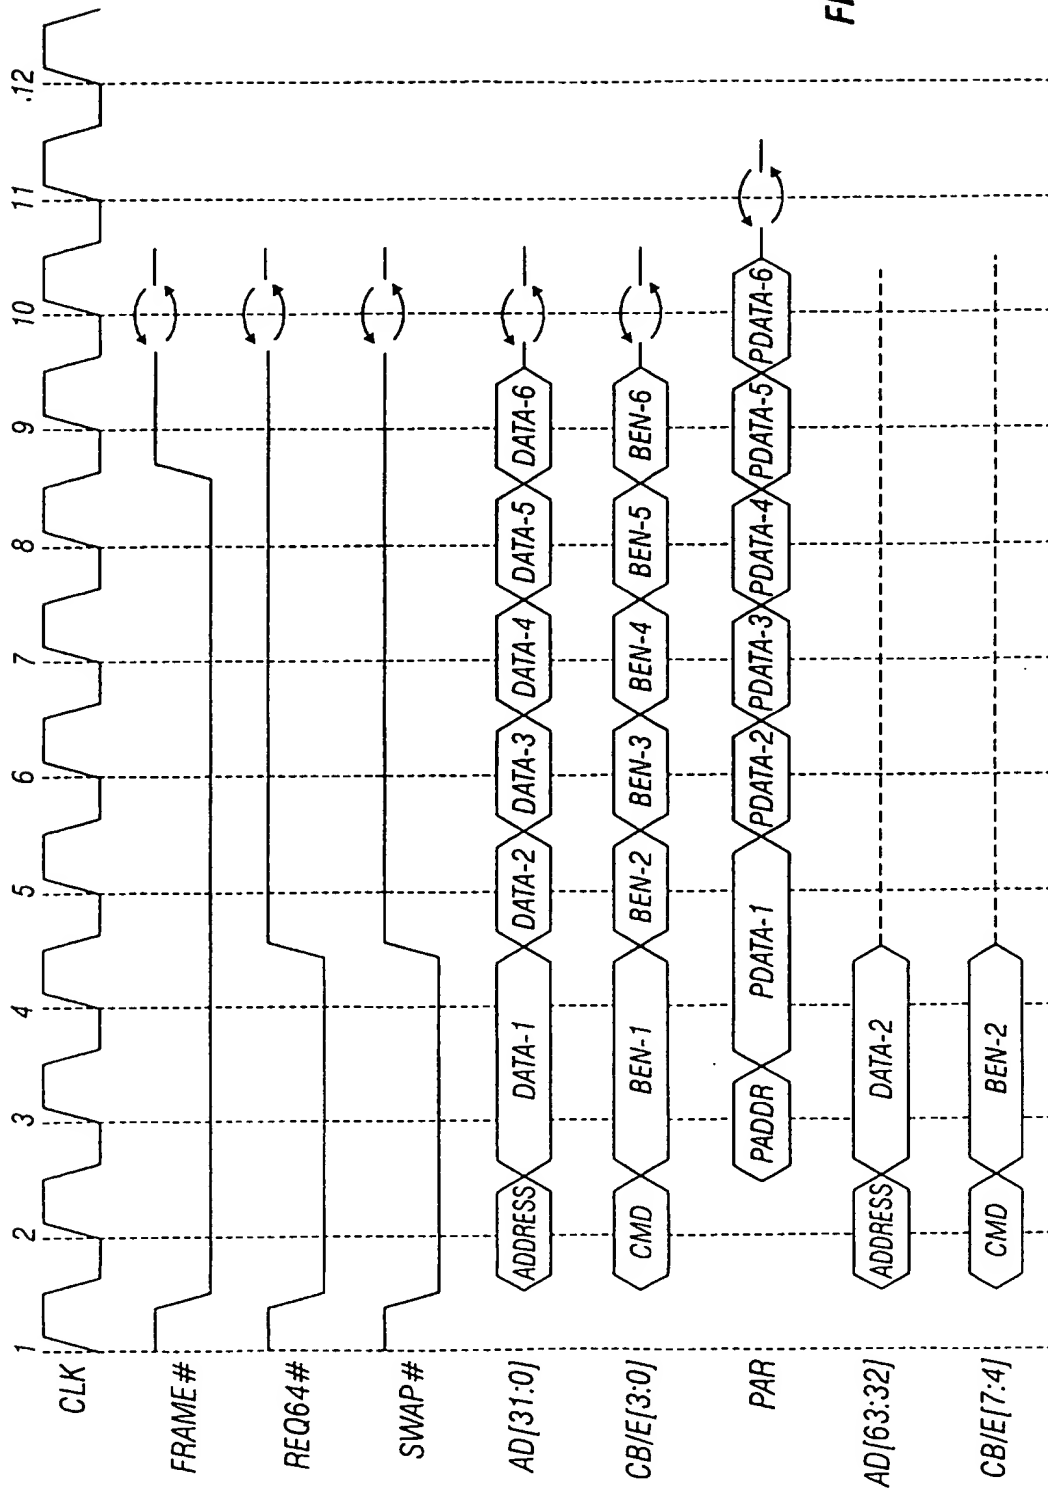 1 2 3 4 5 6 7 8 9 10 11 .12
CLK
FRAME#
REQ64#
SWAP#
AD[31:0] ADDRESS DATA-1 DATA-2 DATA-3 DATA-4 DATA-5 DATA-6
CB/E[3:0] CMD BEN-1 BEN-2 BEN-3 BEN-4 BEN-5 BEN-6
PAR PADDR PDATA-1 PDATA-2 PDATA-3 PDATA-4 PDATA-5 PDATA-6
AD[63:32] ADDRESS DATA-2
CB/E[7:4] CMD BEN-2